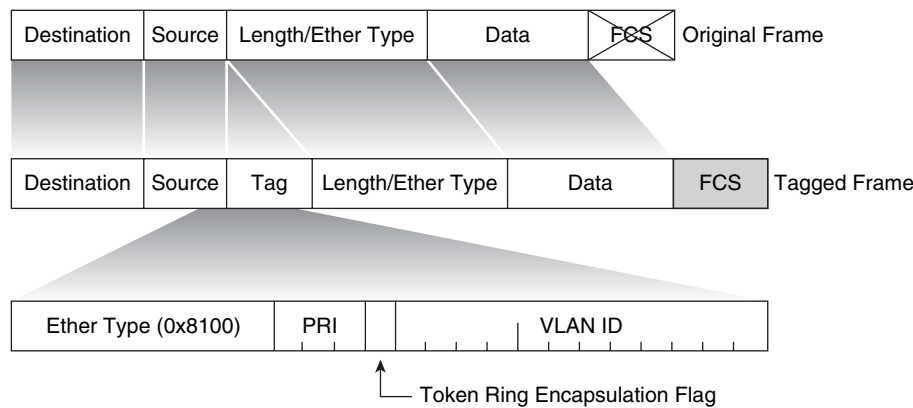 Destination Source Length/Ether Type Data FCS Original Frame
Destination Source Tag Length/Ether Type Data FCS Tagged Frame
Ether Type (0x8100) PRI VLAN ID
Token Ring Encapsulation Flag